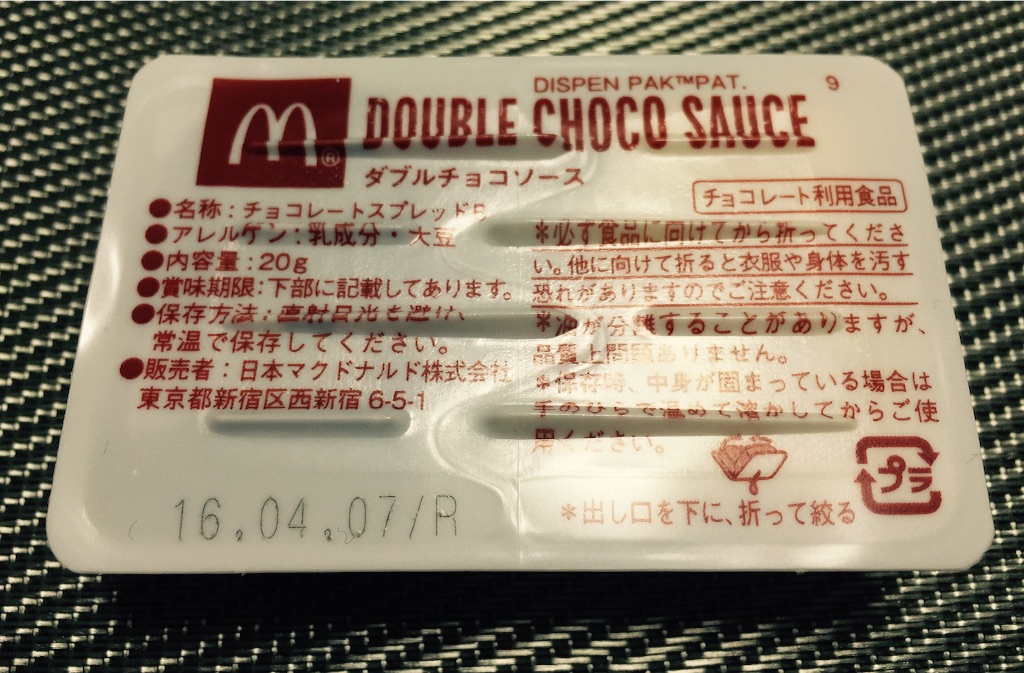 DISPEN PAK™PAT. 9
M®
DOUBLE CHOCO SAUCE
ダブルチョコソース
チョコレート利用食品
●名称：チョコレートスプレッドS
●アレルゲン：乳成分・大豆
●内容量：20g
●賞味期限：下部に記載してあります。
●保存方法：直射日光を避け、
常温で保存してください。
●販売者：日本マクドナルド株式会社
東京都新宿区西新宿 6-5-1
16.04.07/R
＊必ず食品に向けてから折ってくださ
い。他に向けて折ると衣服や身体を汚す
恐れがありますのでご注意ください。
＊油が分離することがありますが、
品質上問題ありません。
＊保存時、中身が固まっている場合は
手のひらで温めて溶かしてからご使
用ください。
プラ
＊出し口を下に、折って絞る